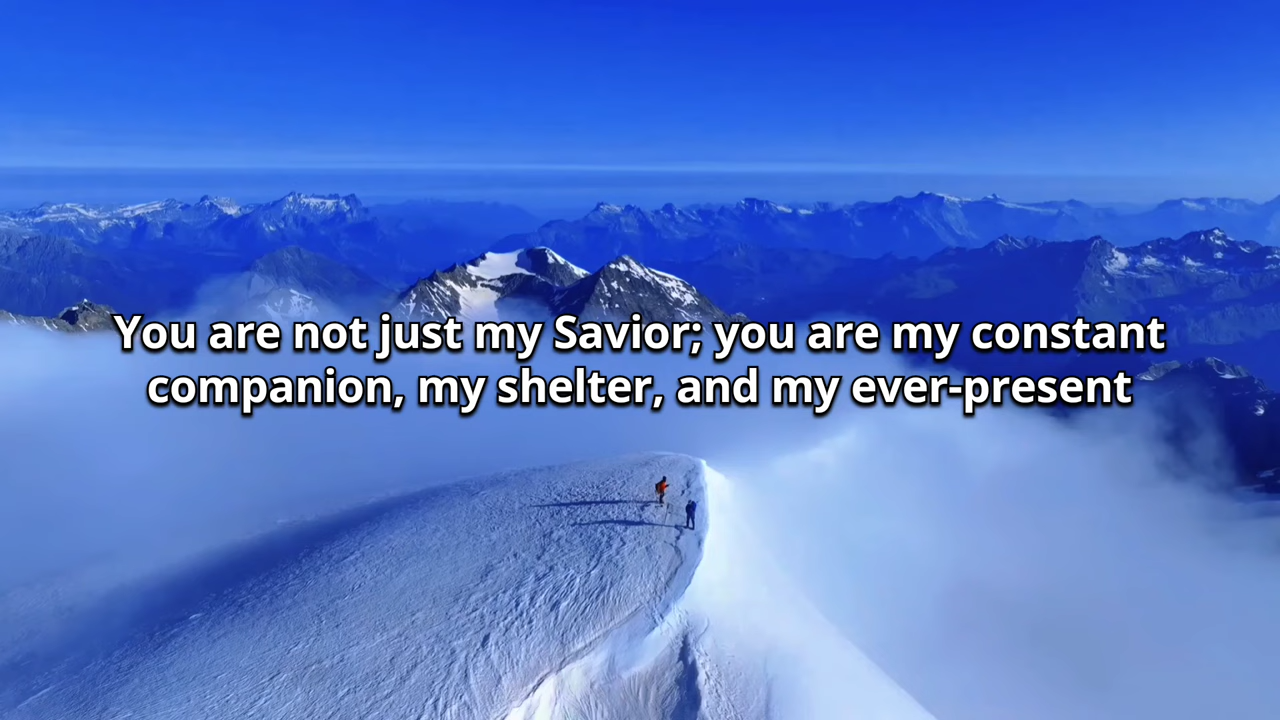 You are not just my Savior; you are my constant
companion, my shelter, and my ever-present